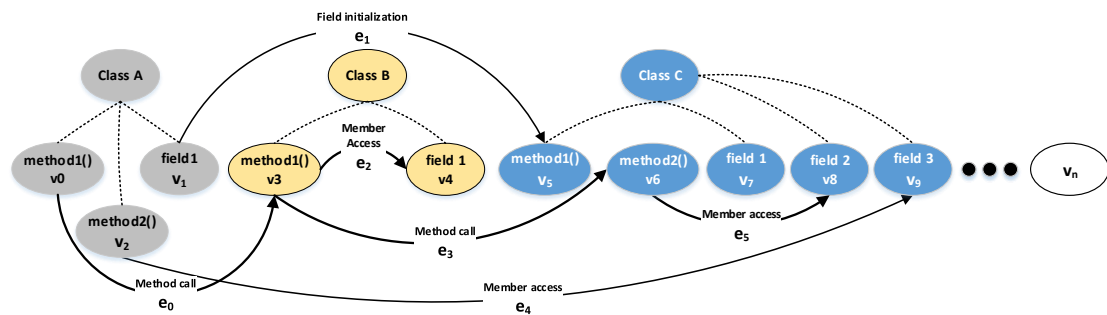 Field initialization
e1
Class A
Class B
Class C
Member
Access
e2
method1()
v0
field1
v1
method1()
v3
field 1
v4
method1()
v5
method2()
v6
field 1
v7
field 2
v8
field 3
v9
vn
method2()
v2
Member access
e5
Method call
e3
Method call
e0
Member access
e4